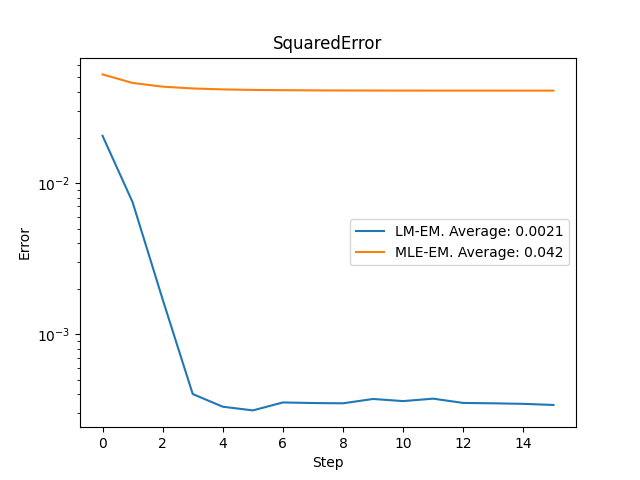 SquaredError
Error
10⁻²
10⁻³
LM-EM. Average: 0.0021
MLE-EM. Average: 0.042
0 2 4 6 8 10 12 14
Step